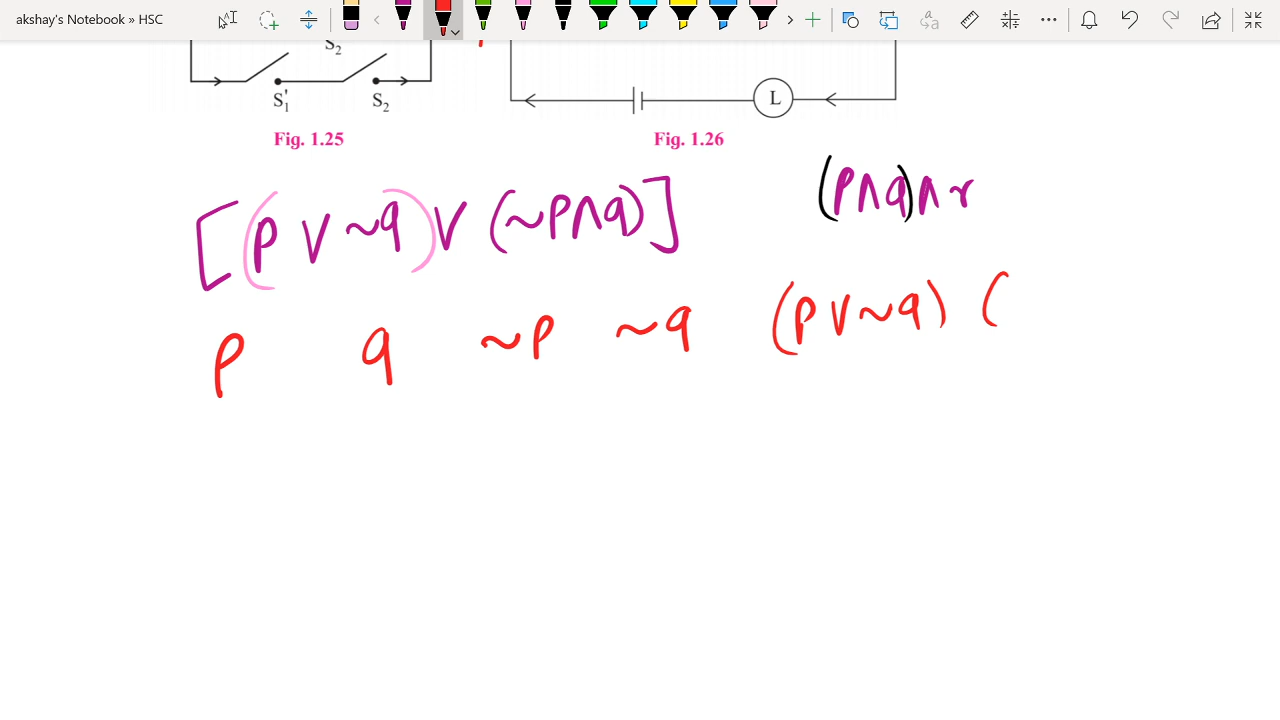 akshay's Notebook » HSC
S₂
S'₁ S₂ L
Fig. 1.25 Fig. 1.26
(p∧q)∧r
[(p ∨ ~q) ∨ (~p∧q)]
p q ~p ~q (p ∨ ~q) (